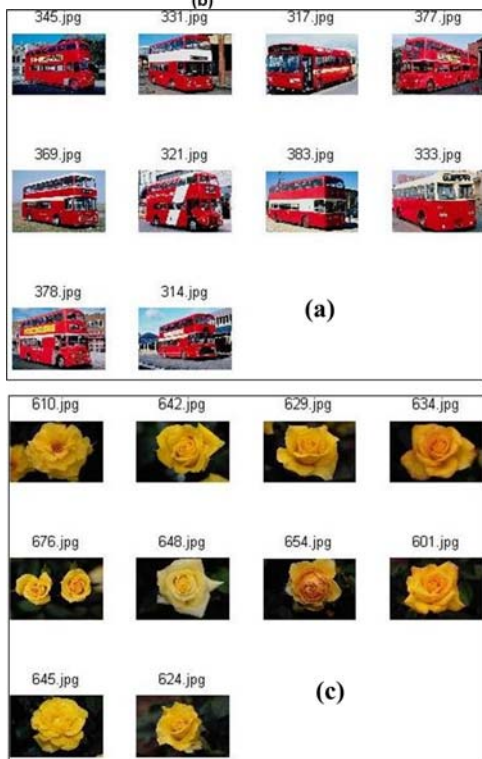 (b)
345.jpg 331.jpg 317.jpg 377.jpg
369.jpg 321.jpg 383.jpg 333.jpg
378.jpg 314.jpg
(a)
610.jpg 642.jpg 629.jpg 634.jpg
676.jpg 648.jpg 654.jpg 601.jpg
645.jpg 624.jpg
(c)